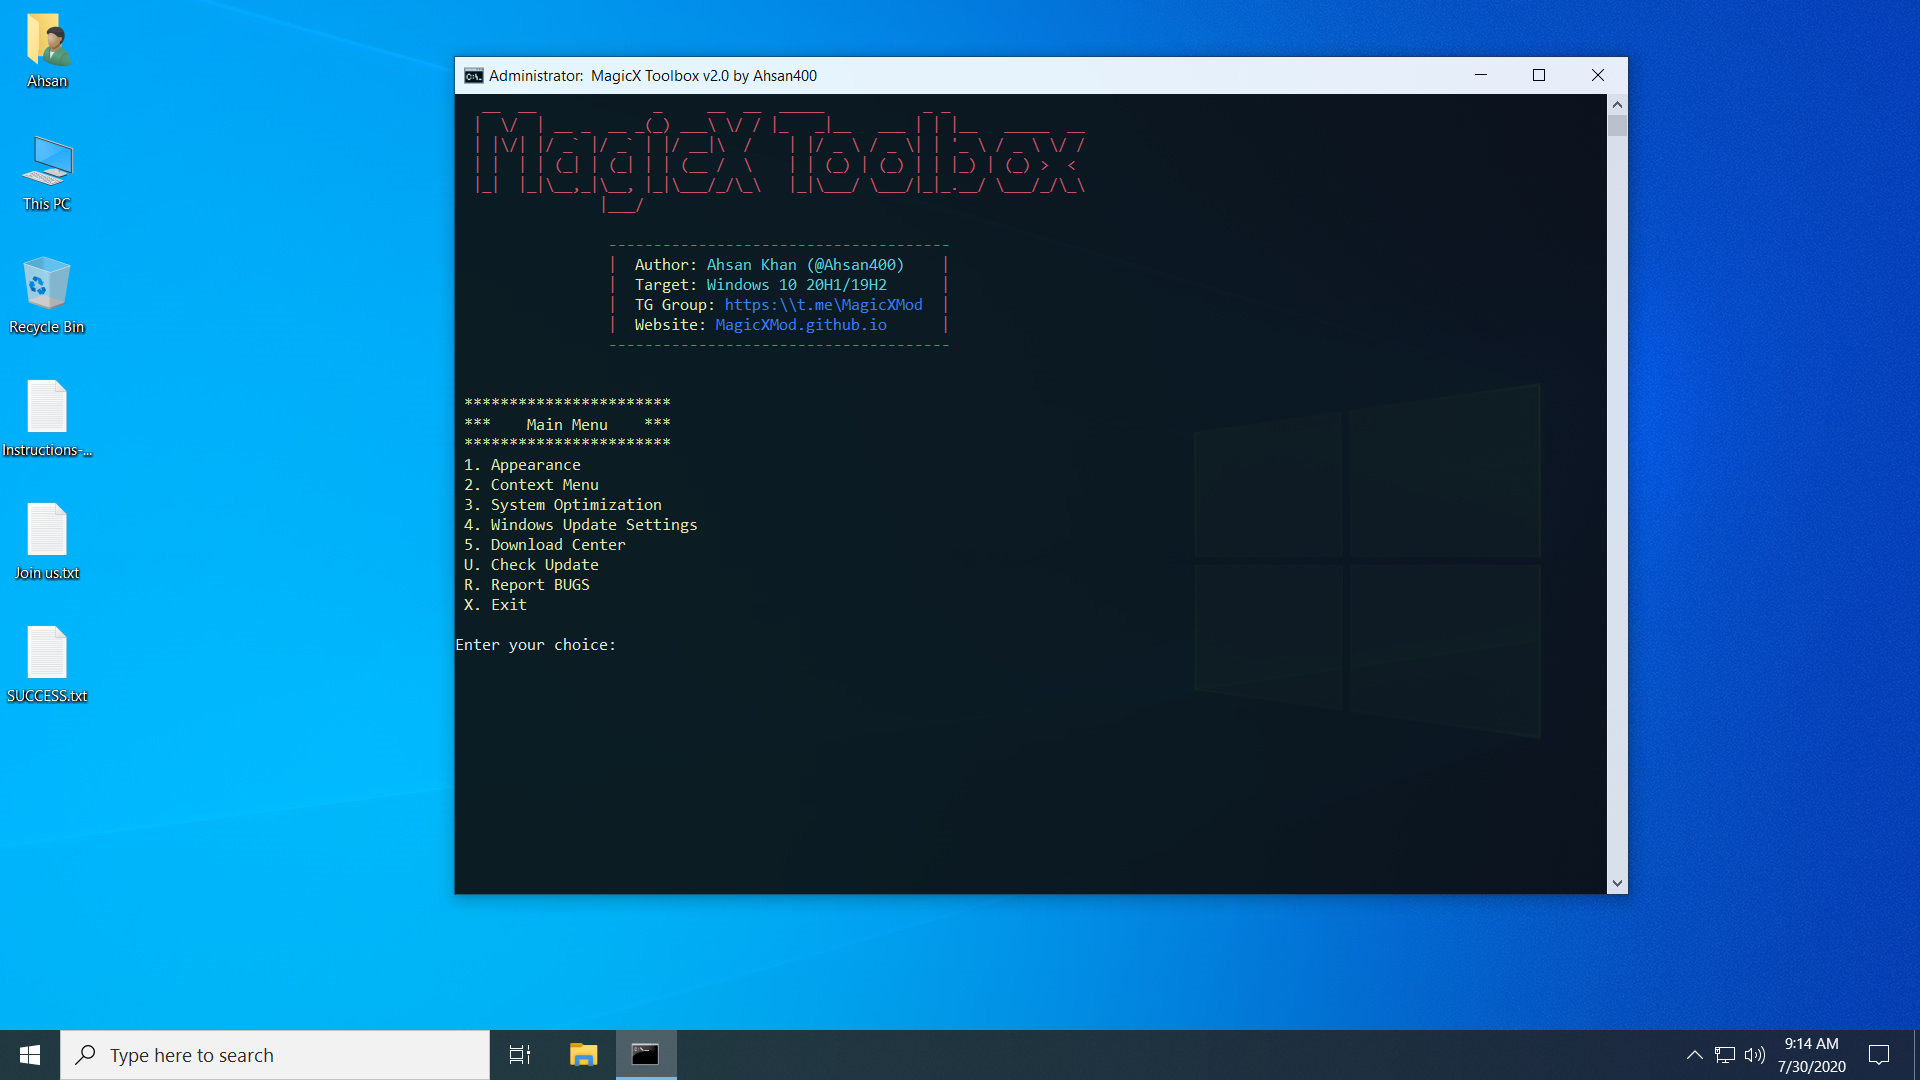 Ahsan
This PC
Recycle Bin
Instructions-...
Join us.txt
SUCCESS.txt
Administrator:  MagicX Toolbox v2.0 by Ahsan400
MagicX Toolbox
Author: Ahsan Khan (@Ahsan400)
Target: Windows 10 20H1/19H2
TG Group: https:\\t.me\MagicXMod
Website: MagicXMod.github.io
***********************
***    Main Menu    ***
***********************
1. Appearance
2. Context Menu
3. System Optimization
4. Windows Update Settings
5. Download Center
U. Check Update
R. Report BUGS
X. Exit
Enter your choice:
Type here to search
9:14 AM
7/30/2020